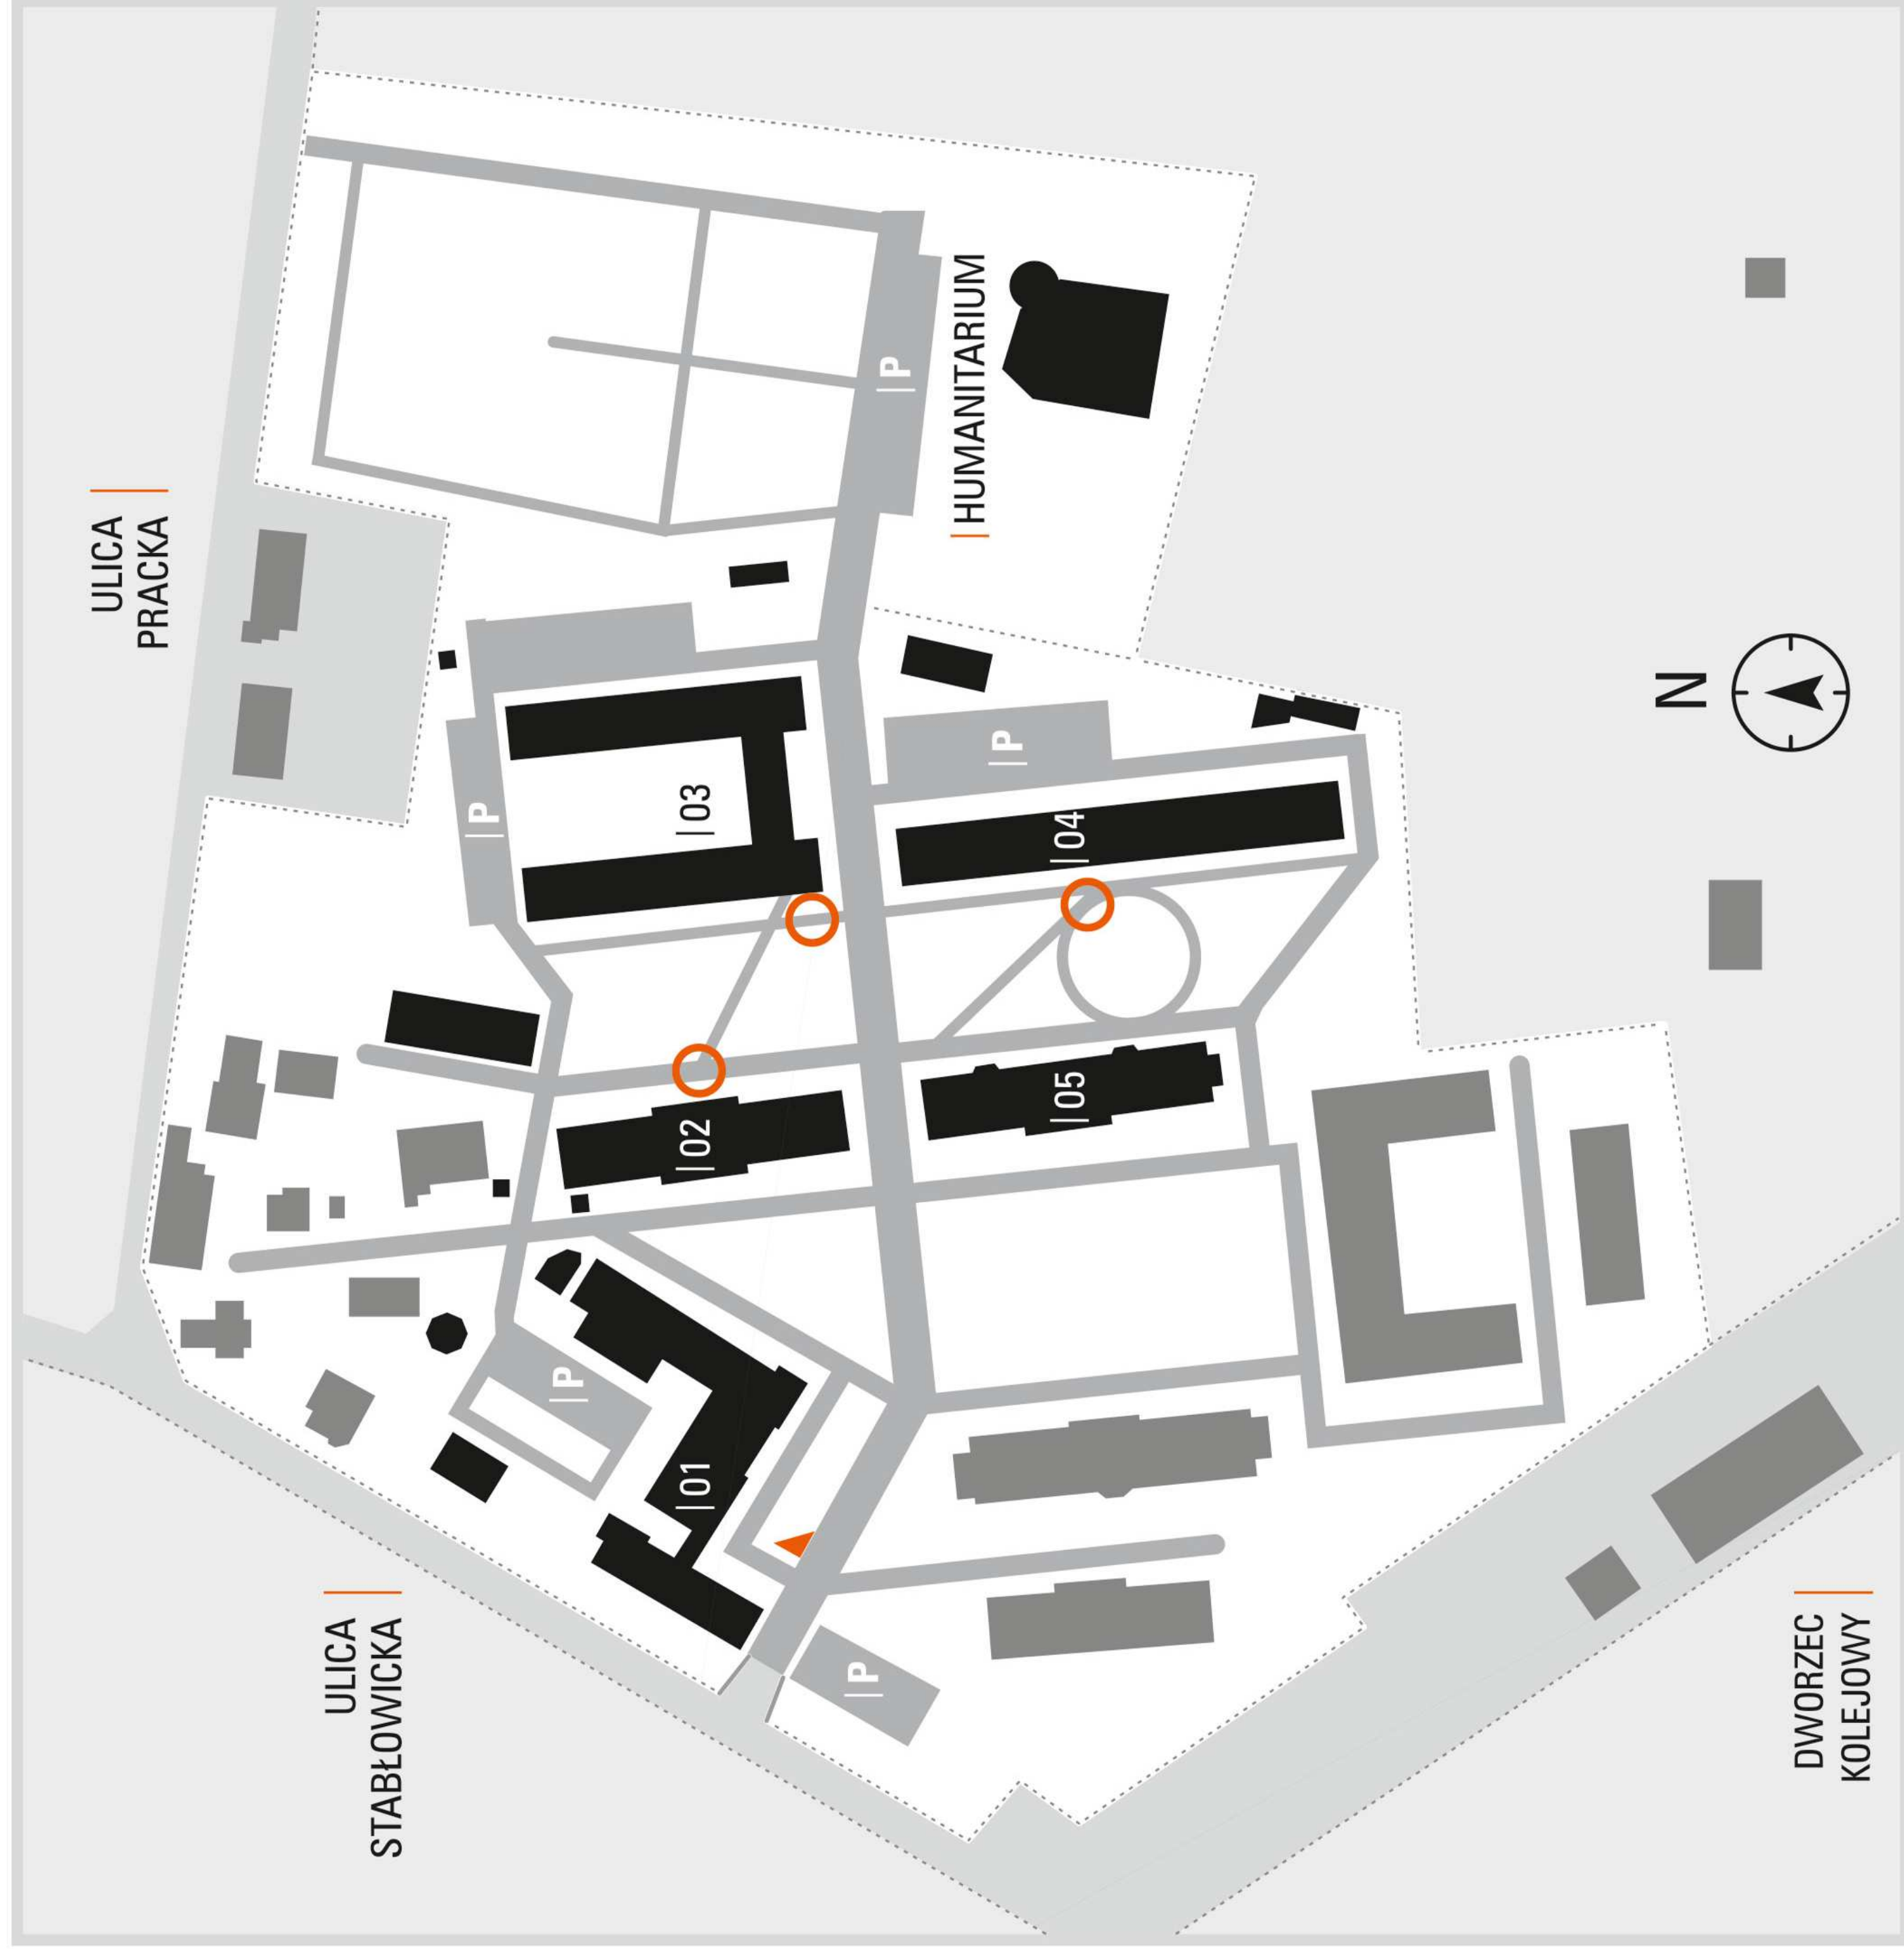 ULICA
PRACKA
ULICA
STABŁOWICKA
P
P
01
02
03
P
P
HUMANITARIUM
P
05
04
N
DWORZEC
KOLEJOWY